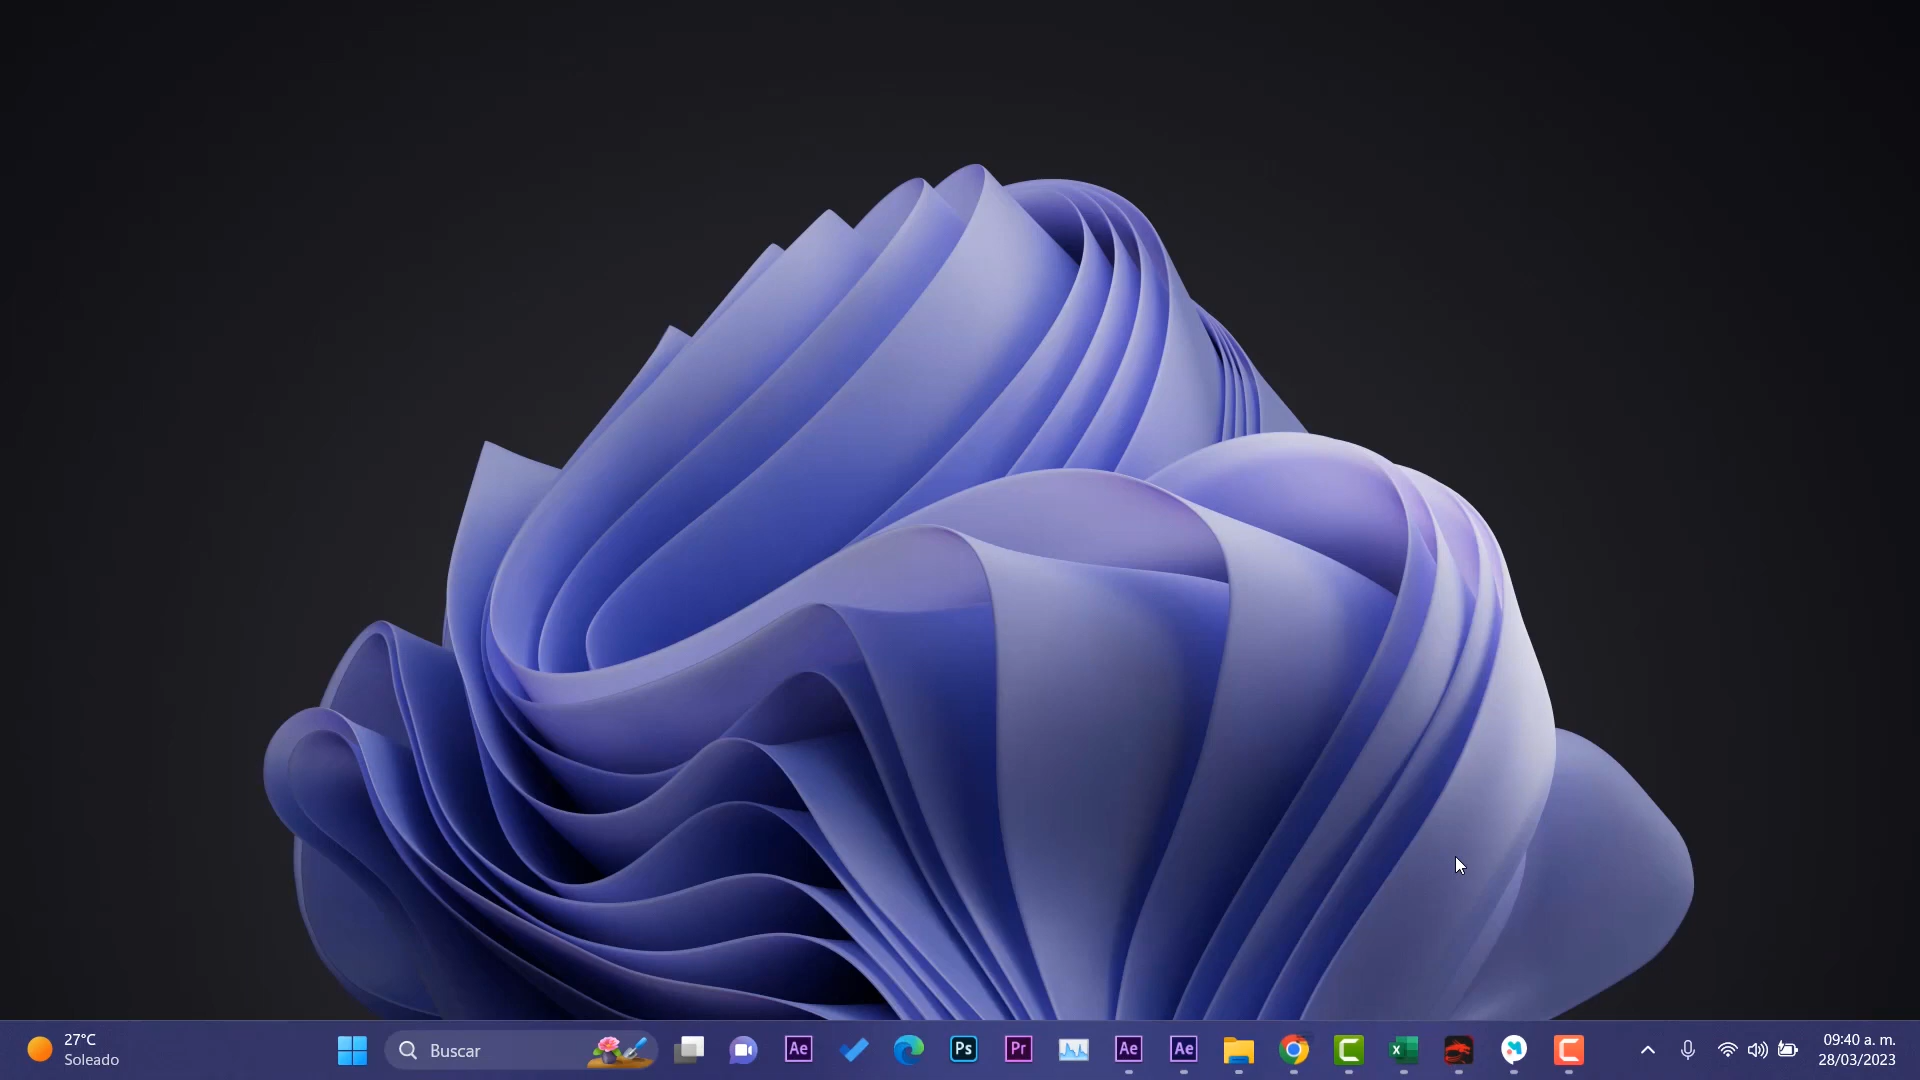 27°C
Soleado
Buscar
Ae
Ps
Pr
Ae
Ae
X
09:40 a. m.
28/03/2023